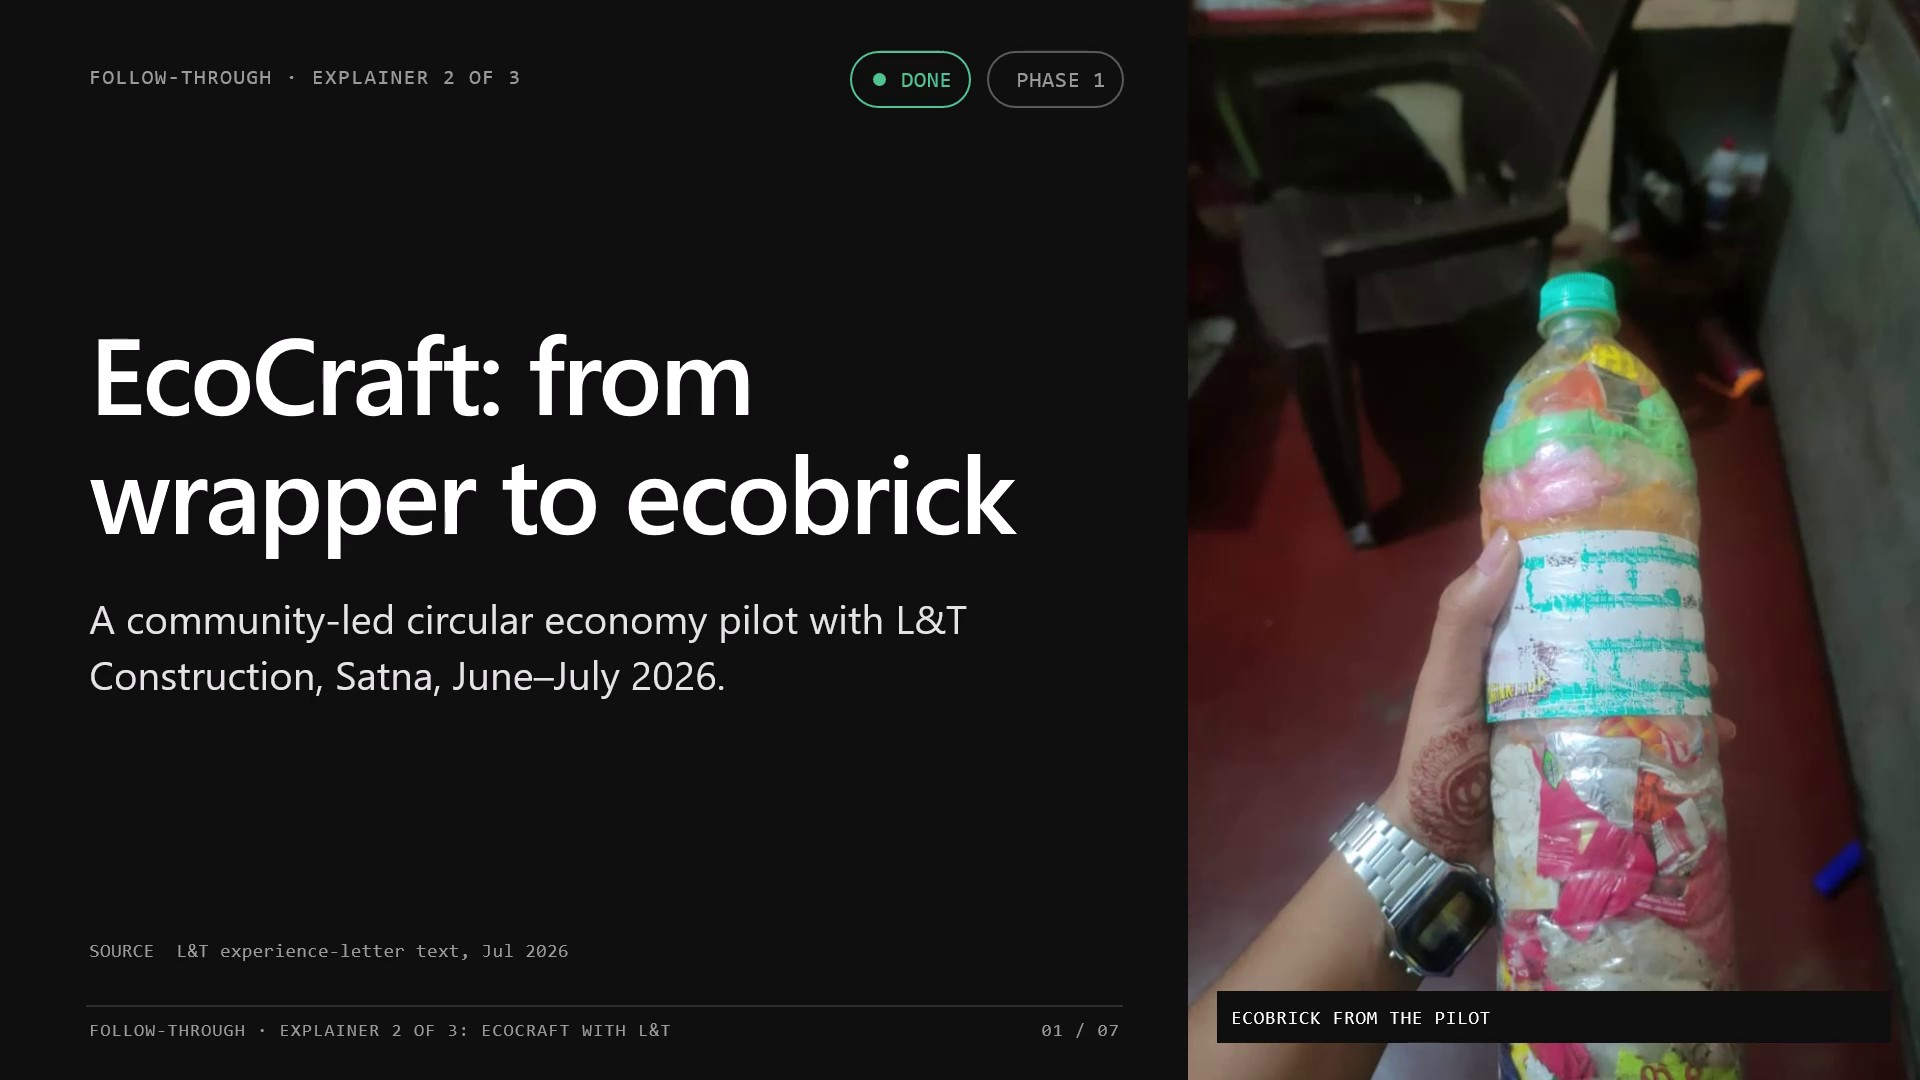 FOLLOW-THROUGH · EXPLAINER 2 OF 3
DONE
PHASE 1
EcoCraft: from
wrapper to ecobrick
A community-led circular economy pilot with L&T
Construction, Satna, June–July 2026.
SOURCE L&T experience-letter text, Jul 2026
FOLLOW-THROUGH · EXPLAINER 2 OF 3: ECOCRAFT WITH L&T
01 / 07
ECOBRICK FROM THE PILOT